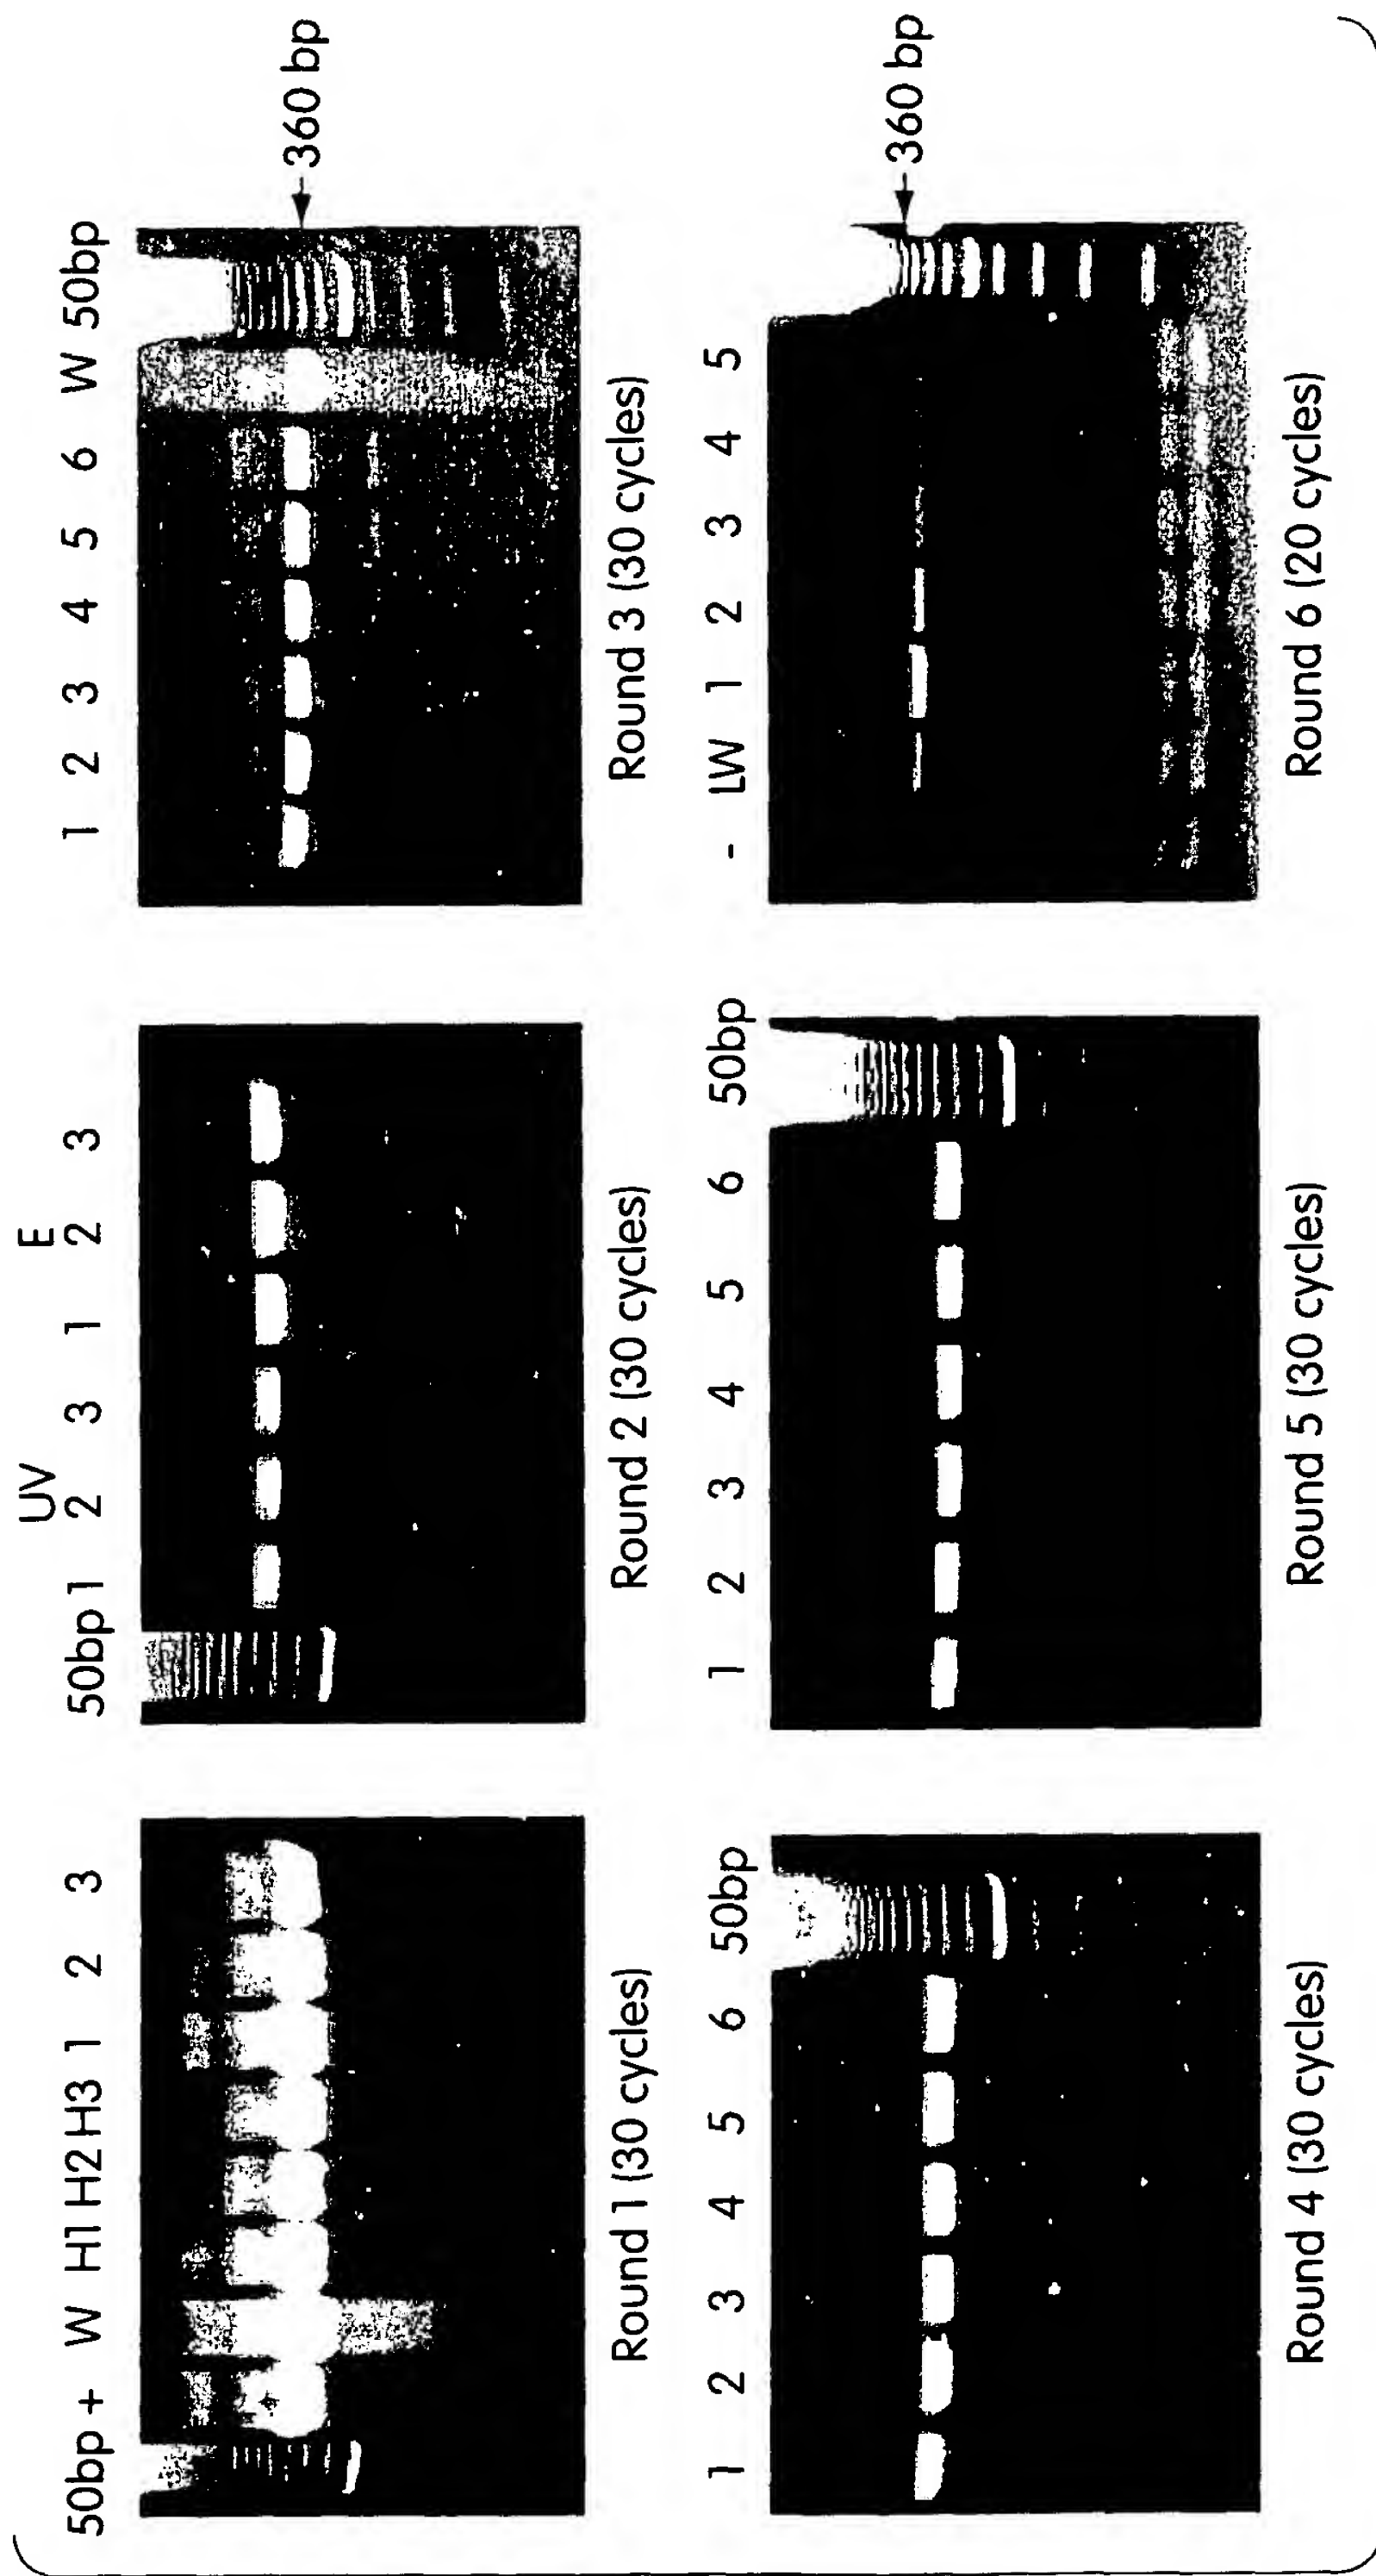 50bp + W H1 H2 H3 1 2 3
Round 1 (30 cycles)
UV E
50bp 1 2 3 1 2 3
Round 2 (30 cycles)
1 2 3 4 5 6 W 50bp
360 bp
Round 3 (30 cycles)
1 2 3 4 5 6 50bp
Round 4 (30 cycles)
1 2 3 4 5 6 50bp
Round 5 (30 cycles)
- LW 1 2 3 4 5
360 bp
Round 6 (20 cycles)